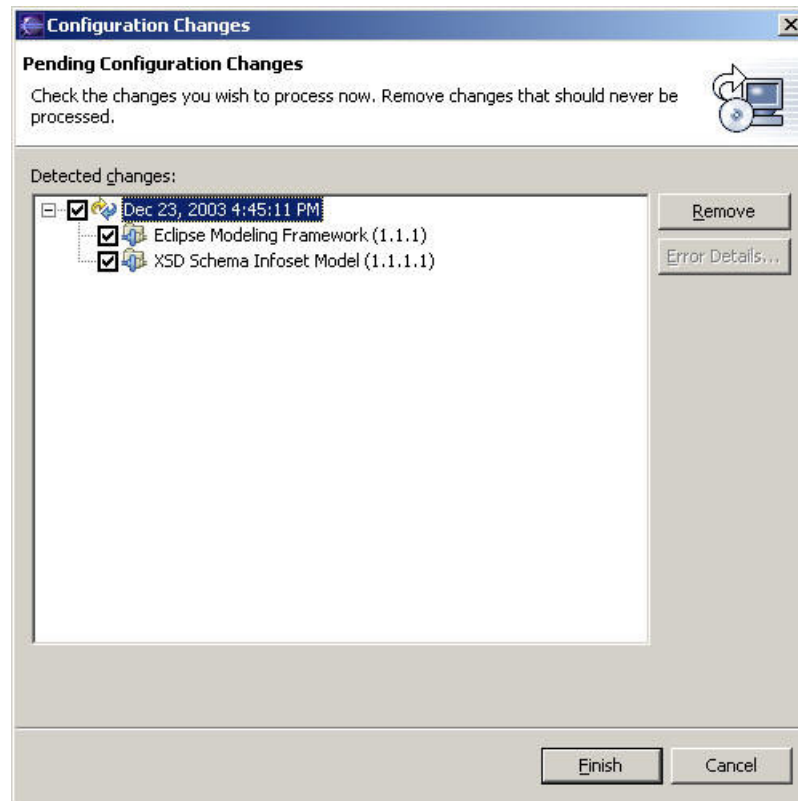 Configuration Changes
Pending Configuration Changes
Check the changes you wish to process now. Remove changes that should never be
processed.
Detected changes:
Dec 23, 2003 4:45:11 PM
Eclipse Modeling Framework (1.1.1)
XSD Schema Infoset Model (1.1.1.1)
Remove
Error Details...
Finish
Cancel